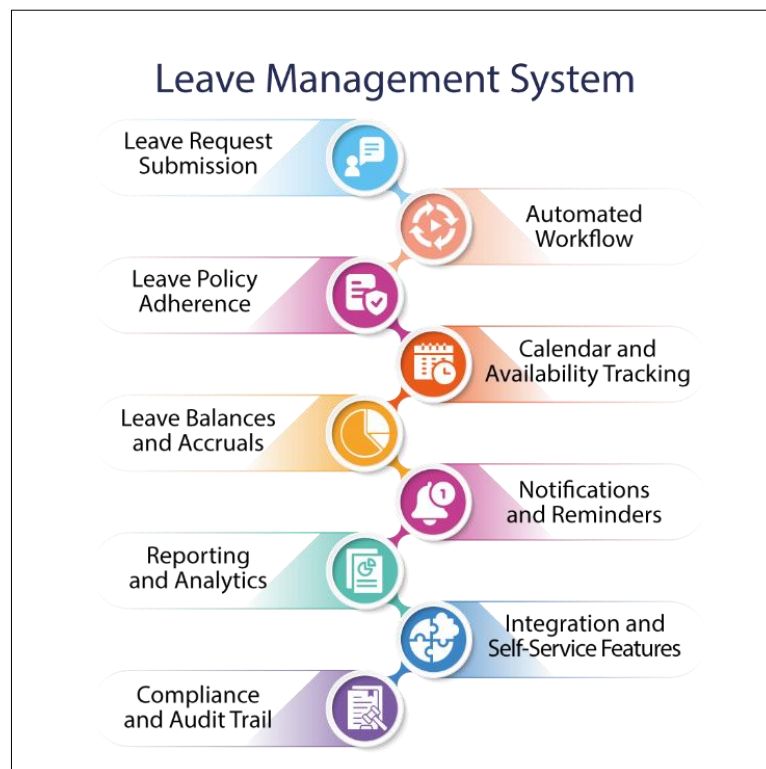 Leave Management System
Leave Request
Submission
Automated
Workflow
Leave Policy
Adherence
Calendar and
Availability Tracking
Leave Balances
and Accruals
1
Notifications
and Reminders
Reporting
and Analytics
Integration and
Self-Service Features
Compliance
and Audit Trail